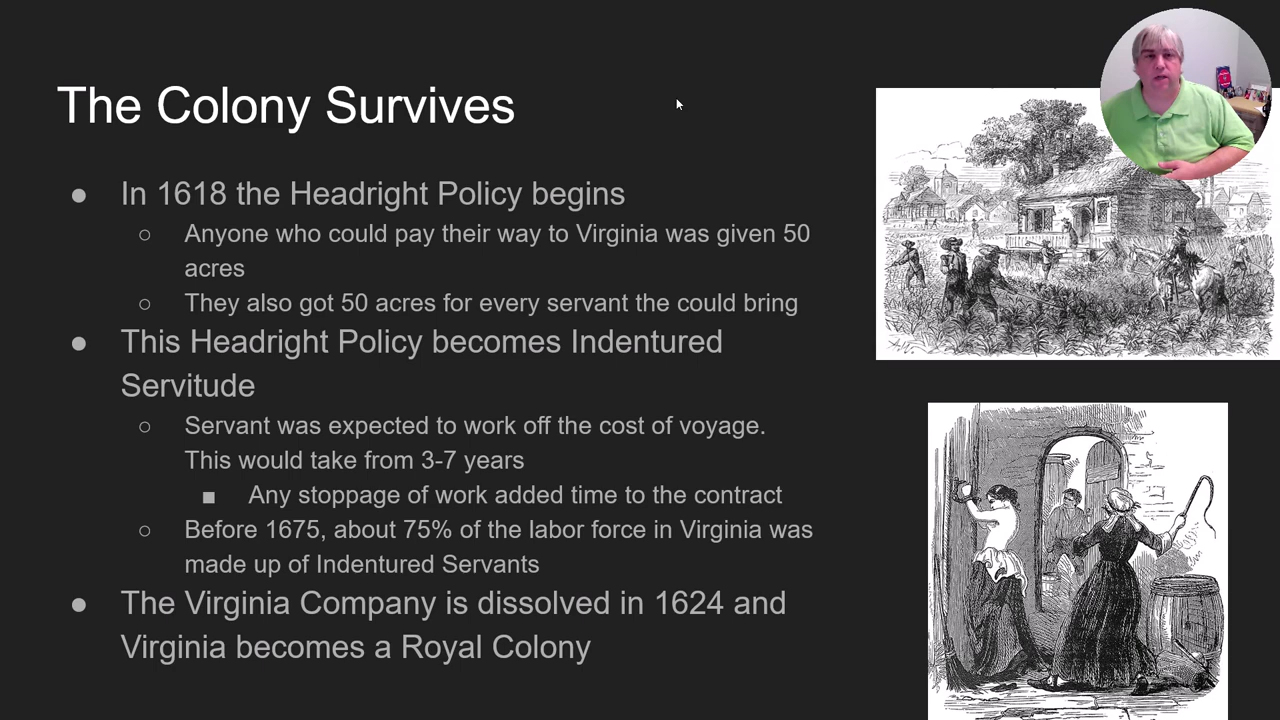 The Colony Survives
● In 1618 the Headright Policy begins
○ Anyone who could pay their way to Virginia was given 50
acres
○ They also got 50 acres for every servant the could bring
● This Headright Policy becomes Indentured
Servitude
○ Servant was expected to work off the cost of voyage.
This would take from 3-7 years
■ Any stoppage of work added time to the contract
○ Before 1675, about 75% of the labor force in Virginia was
made up of Indentured Servants
● The Virginia Company is dissolved in 1624 and
Virginia becomes a Royal Colony